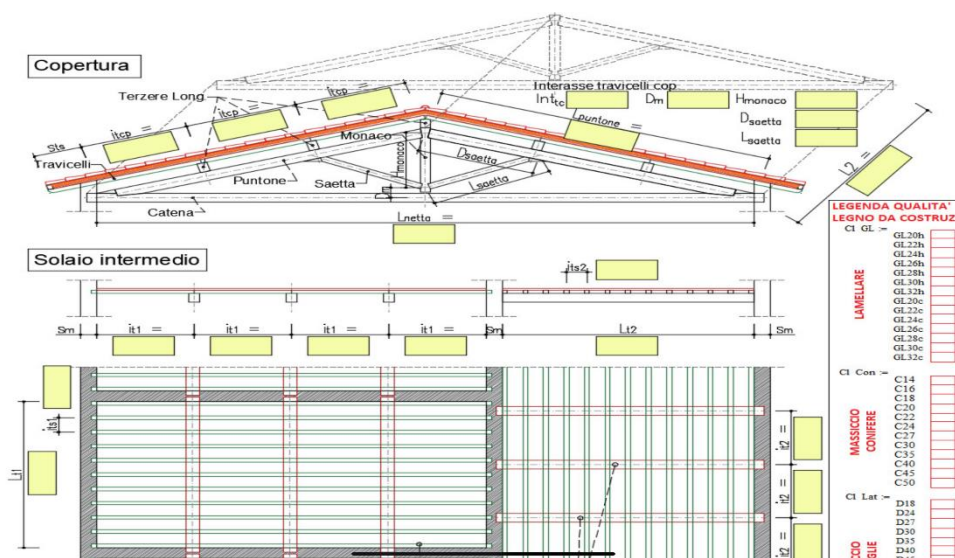 Copertura
Terzere Long
itcp =
itcp =
itcp =
Sts
Travicelli
Monaco
Puntone
Saetta
Catena
Hmonaco
Dsaetta
Lsaetta
Lnetta =
Interasse travicelli cop
Inttc
Dm
Hmonaco
Dsaetta
Lsaetta
Lpuntone =
L2 =
Solaio intermedio
its2
Sm
it1 =
it1 =
it1 =
it1 =
Sm
Lt2
Sm
its1
Lt1
it2 =
it2 =
it2 =
LEGENDA QUALITA'
LEGNO DA COSTRUZ
Cl GL :=
LAMELLARE
GL20h
GL22h
GL24h
GL26h
GL28h
GL30h
GL32h
GL20c
GL22c
GL24c
GL26c
GL28c
GL30c
GL32c
Cl Con :=
MASSICCIO
CONIFERE
C14
C16
C18
C20
C22
C24
C27
C30
C35
C40
C45
C50
Cl Lat :=
D18
D24
D27
D30
D35
D40